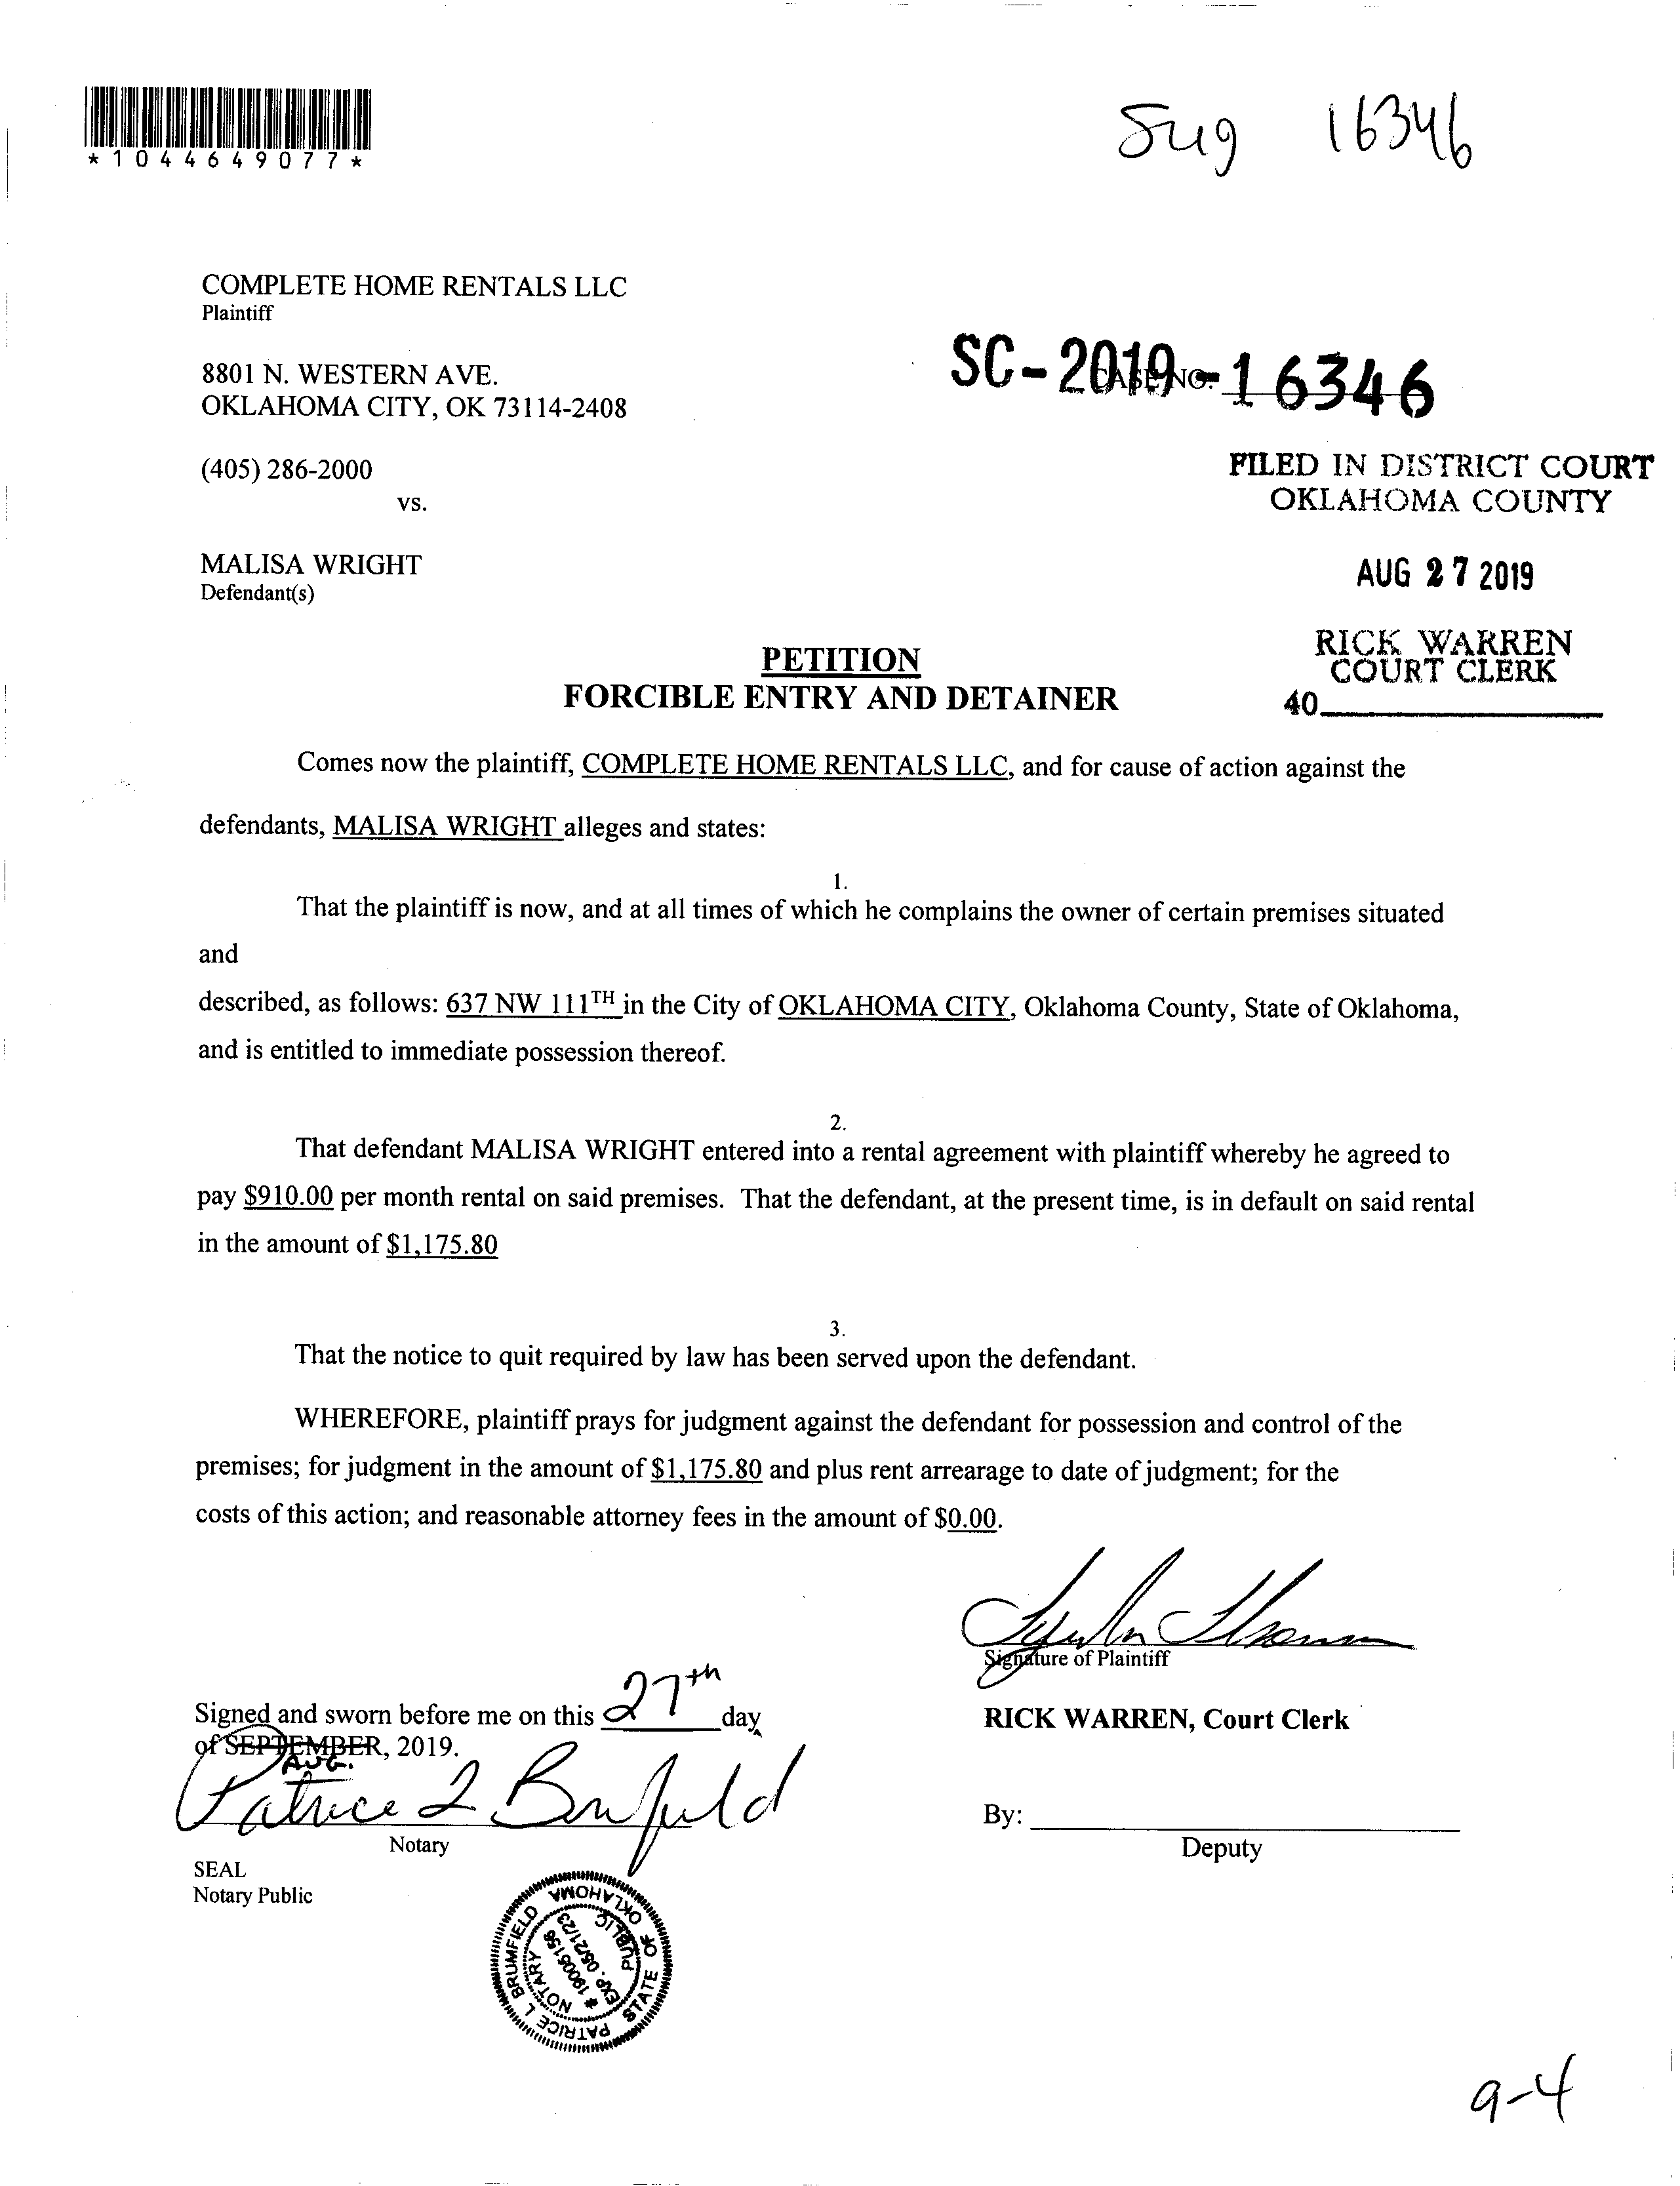 *1044649077*
16346
COMPLETE HOME RENTALS LLC
Plaintiff
8801 N. WESTERN AVE.
OKLAHOMA CITY, OK 73114-2408
SC-2019-16346
CASE NO.
(405) 286-2000
vs.
FILED IN DISTRICT COURT
OKLAHOMA COUNTY
MALISA WRIGHT
Defendant(s)
AUG 27 2019
RICK WARREN
COURT CLERK
40
PETITION
FORCIBLE ENTRY AND DETAINER
Comes now the plaintiff, COMPLETE HOME RENTALS LLC, and for cause of action against the
defendants, MALISA WRIGHT alleges and states:
1.
That the plaintiff is now, and at all times of which he complains the owner of certain premises situated
and
described, as follows: 637 NW 111TH in the City of OKLAHOMA CITY, Oklahoma County, State of Oklahoma,
and is entitled to immediate possession thereof.
2.
That defendant MALISA WRIGHT entered into a rental agreement with plaintiff whereby he agreed to
pay $910.00 per month rental on said premises. That the defendant, at the present time, is in default on said rental
in the amount of $1,175.80
3.
That the notice to quit required by law has been served upon the defendant.
WHEREFORE, plaintiff prays for judgment against the defendant for possession and control of the
premises; for judgment in the amount of $1,175.80 and plus rent arrearage to date of judgment; for the
costs of this action; and reasonable attorney fees in the amount of $0.00.
Signature of Plaintiff
Signed and sworn before me on this 27th day
of SEPTEMBER, 2019.
AUG.
RICK WARREN, Court Clerk
Patrice L Brumfield
Notary
By:
Deputy
SEAL
Notary Public
PATRICE L BRUMFIELD
STATE OF OKLAHOMA
NOTARY PUBLIC
# 19005156
EXP. 05/21/23
9-4